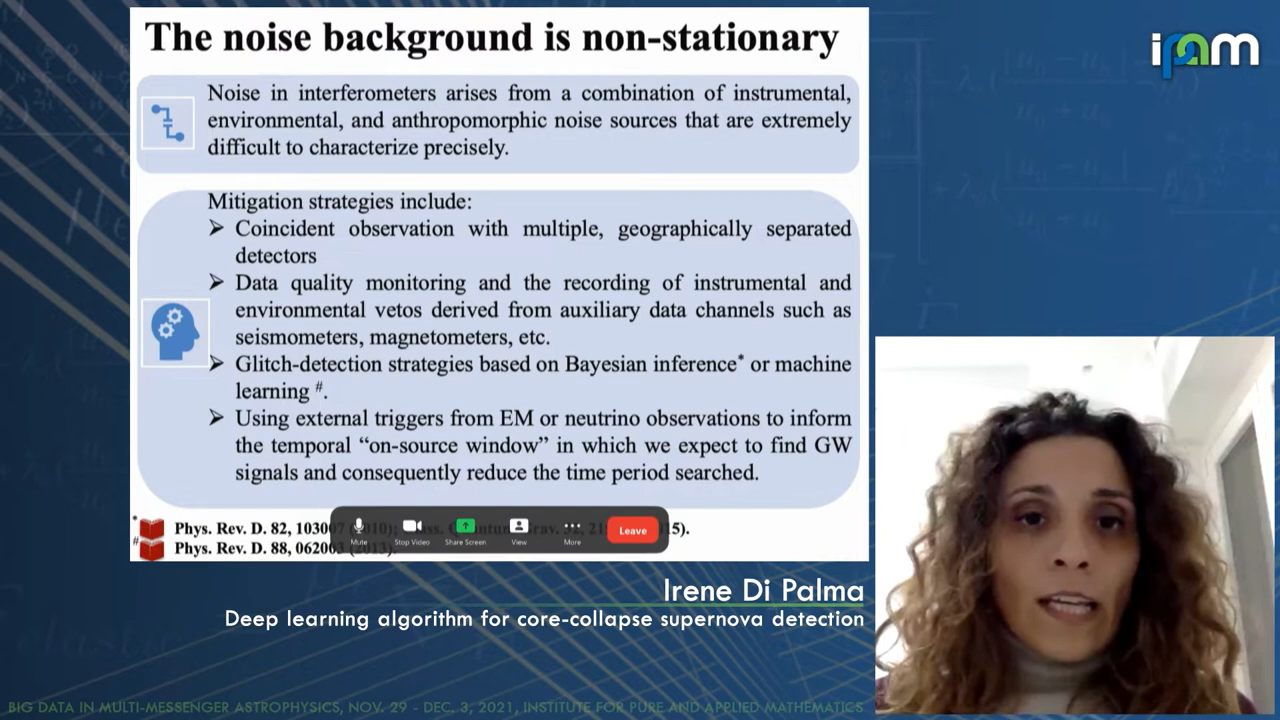 The noise background is non-stationary
ipam
Noise in interferometers arises from a combination of instrumental,
environmental, and anthropomorphic noise sources that are extremely
difficult to characterize precisely.
Mitigation strategies include:
➢ Coincident observation with multiple, geographically separated
detectors
➢ Data quality monitoring and the recording of instrumental and
environmental vetos derived from auxiliary data channels such as
seismometers, magnetometers, etc.
➢ Glitch-detection strategies based on Bayesian inference* or machine
learning #.
➢ Using external triggers from EM or neutrino observations to inform
the temporal “on-source window” in which we expect to find GW
signals and consequently reduce the time period searched.
* Phys. Rev. D. 82, 5).
# Phys. Rev. D. 88,
Mute Stop Video Share Screen View More Leave
Irene Di Palma
Deep learning algorithm for core-collapse supernova detection
BIG DATA IN MULTI-MESSENGER ASTROPHYSICS, NOV. 29 - DEC. 3, 2021, INSTITUTE FOR PURE AND APPLIED MATHEMATICS